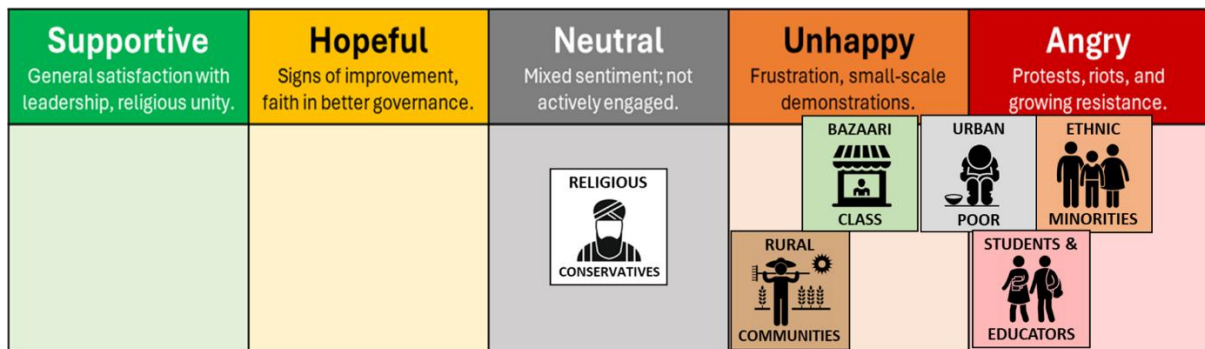 Supportive
General satisfaction with
leadership, religious unity.
Hopeful
Signs of improvement,
faith in better governance.
Neutral
Mixed sentiment; not
actively engaged.
Unhappy
Frustration, small-scale
demonstrations.
Angry
Protests, riots, and
growing resistance.
RELIGIOUS
CONSERVATIVES
BAZAARI
CLASS
URBAN
POOR
ETHNIC
MINORITIES
RURAL
COMMUNITIES
STUDENTS &
EDUCATORS